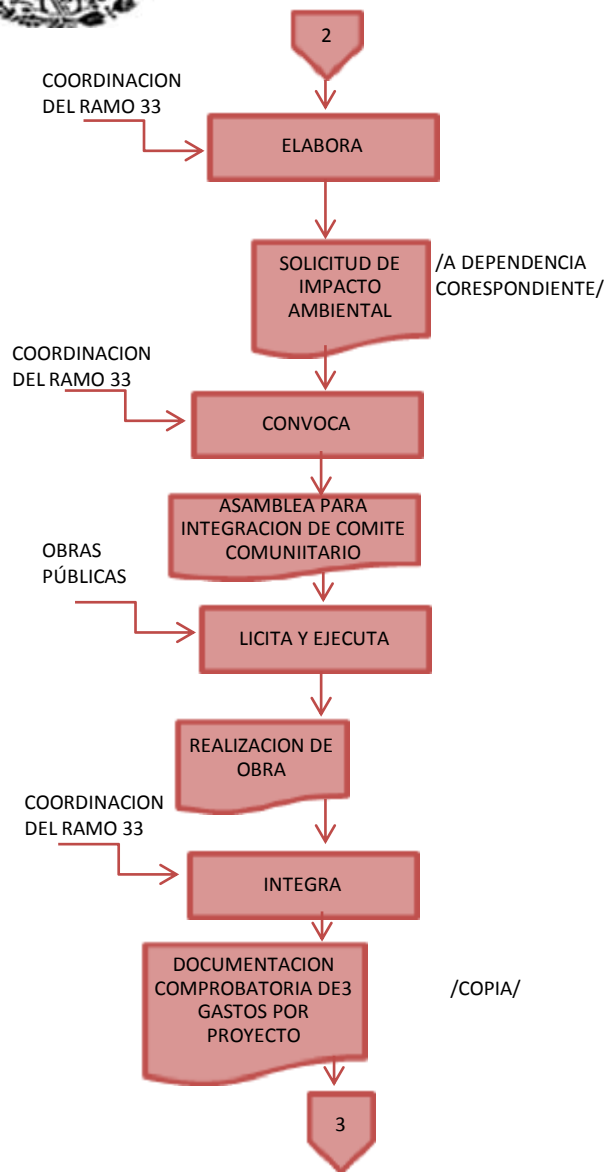 2
COORDINACION
DEL RAMO 33
ELABORA
SOLICITUD DE
IMPACTO
AMBIENTAL
/A DEPENDENCIA
CORESPONDIENTE/
COORDINACION
DEL RAMO 33
CONVOCA
ASAMBLEA PARA
INTEGRACION DE COMITE
COMUNIITARIO
OBRAS
PÚBLICAS
LICITA Y EJECUTA
REALIZACION DE
OBRA
COORDINACION
DEL RAMO 33
INTEGRA
DOCUMENTACION
COMPROBATORIA DE3
GASTOS POR
PROYECTO
/COPIA/
3